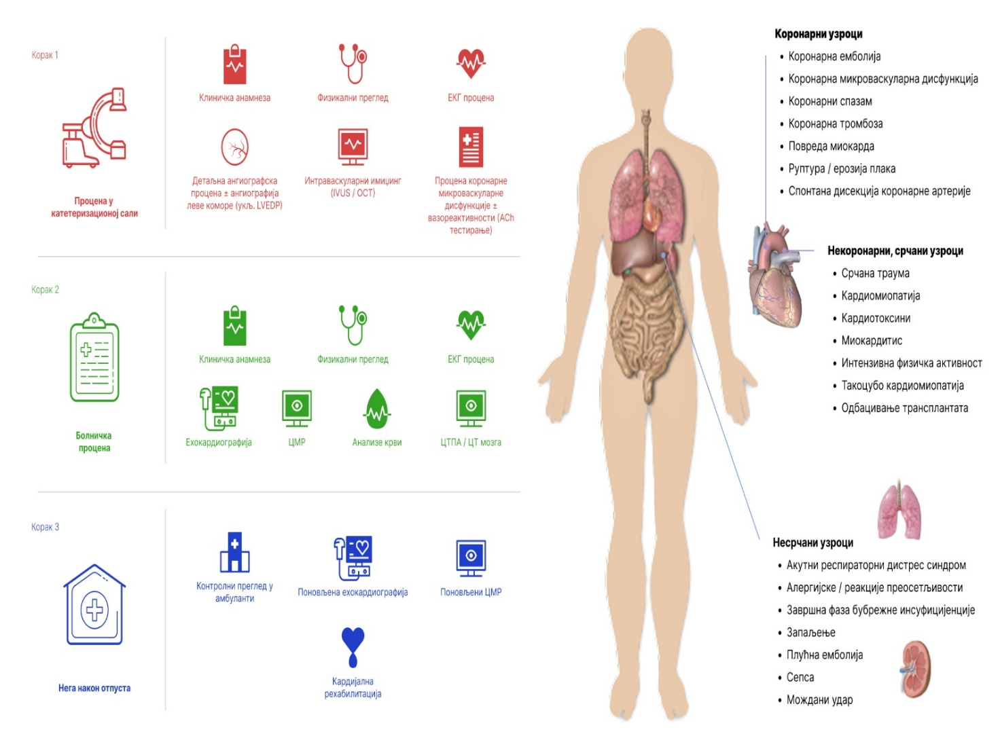 Корак 1
Процена у
катетеризационој сали
Клиничка анамнеза
Физикални преглед
ЕКГ процена
Детаљна ангиографска
процена ± ангиографија
леве коморе (укљ. LVEDP)
Интраваскуларни имиџинг
(IVUS / OCT)
Процена коронарне
микроваскуларне
дисфункције ±
вазореактивности (ACh
тестирање)
Корак 2
Болничка
процена
Клиничка анамнеза
Физикални преглед
ЕКГ процена
Ехокардиографија
ЦМР
Анализе крви
ЦТПА / ЦТ мозга
Корак 3
Нега након отпуста
Контролни преглед у
амбуланти
Поновљена ехокардиографија
Поновљени ЦМР
Кардијална
рехабилитација
Коронарни узроци
• Коронарна емболија
• Коронарна микроваскуларна дисфункција
• Коронарни спазам
• Коронарна тромбоза
• Повреда миокарда
• Руптура / ерозија плака
• Спонтана дисекција коронарне артерије
Некоронарни, срчани узроци
• Срчана траума
• Кардиомиопатија
• Кардиотоксини
• Миокардитис
• Интензивна физичка активност
• Такоцубо кардиомиопатија
• Одбацивање трансплантата
Несрчани узроци
• Акутни респираторни дистрес синдром
• Алергијске / реакције преосетљивости
• Завршна фаза бубрежне инсуфицијенције
• Запаљење
• Плућна емболија
• Сепса
• Мождани удар